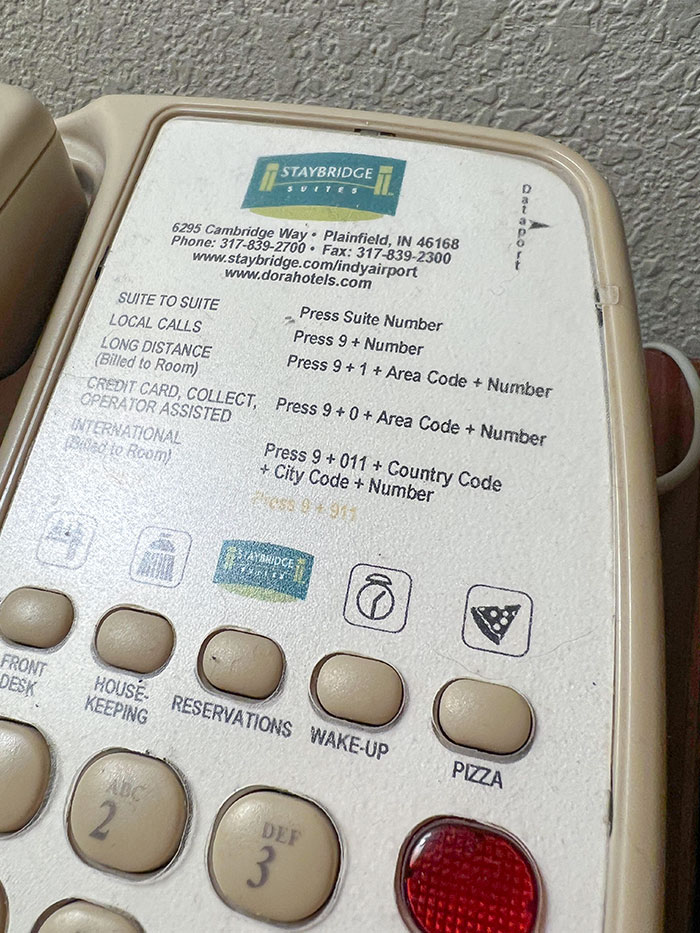 STAYBRIDGE
SUITES
Dataport
6295 Cambridge Way • Plainfield, IN 46168
Phone: 317-839-2700 • Fax: 317-839-2300
www.staybridge.com/indyairport
www.dorahotels.com
SUITE TO SUITE Press Suite Number
LOCAL CALLS Press 9 + Number
LONG DISTANCE Press 9 + 1 + Area Code + Number
(Billed to Room)
CREDIT CARD, COLLECT, Press 9 + 0 + Area Code + Number
OPERATOR ASSISTED
INTERNATIONAL Press 9 + 011 + Country Code
(Billed to Room) + City Code + Number
Press 9 + 911
STAYBRIDGE
SUITES
FRONT
DESK
HOUSE-
KEEPING
RESERVATIONS
WAKE-UP
PIZZA
ABC
2
DEF
3